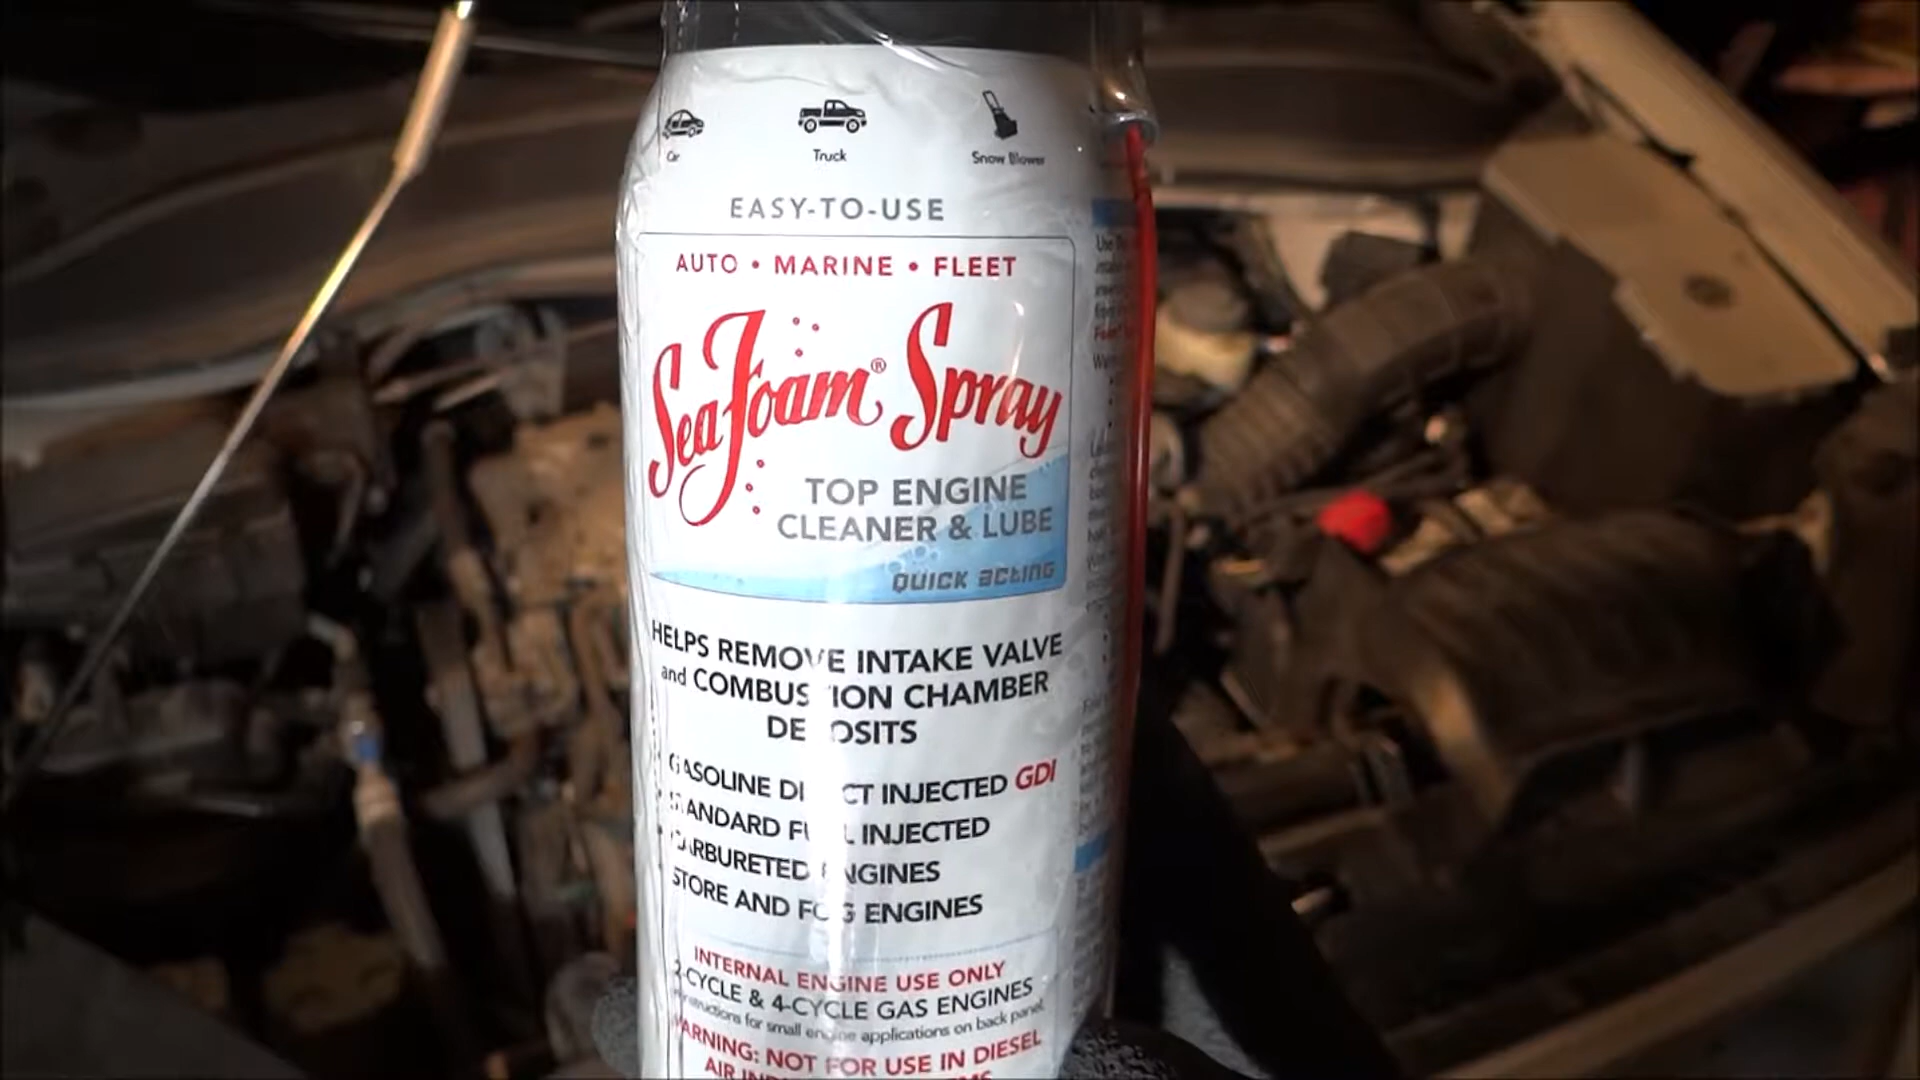 Car Truck Snow Blower
EASY-TO-USE
AUTO • MARINE • FLEET
Sea Foam® Spray
TOP ENGINE
CLEANER & LUBE
QUICK ACTING
HELPS REMOVE INTAKE VALVE
and COMBUSTION CHAMBER
DEPOSITS
GASOLINE DIRECT INJECTED GDI
• STANDARD FUEL INJECTED
• CARBURETED ENGINES
• STORE AND FOG ENGINES
INTERNAL ENGINE USE ONLY
2-CYCLE & 4-CYCLE GAS ENGINES
Instructions for small engine applications on back panel.
WARNING: NOT FOR USE IN DIESEL
AIR